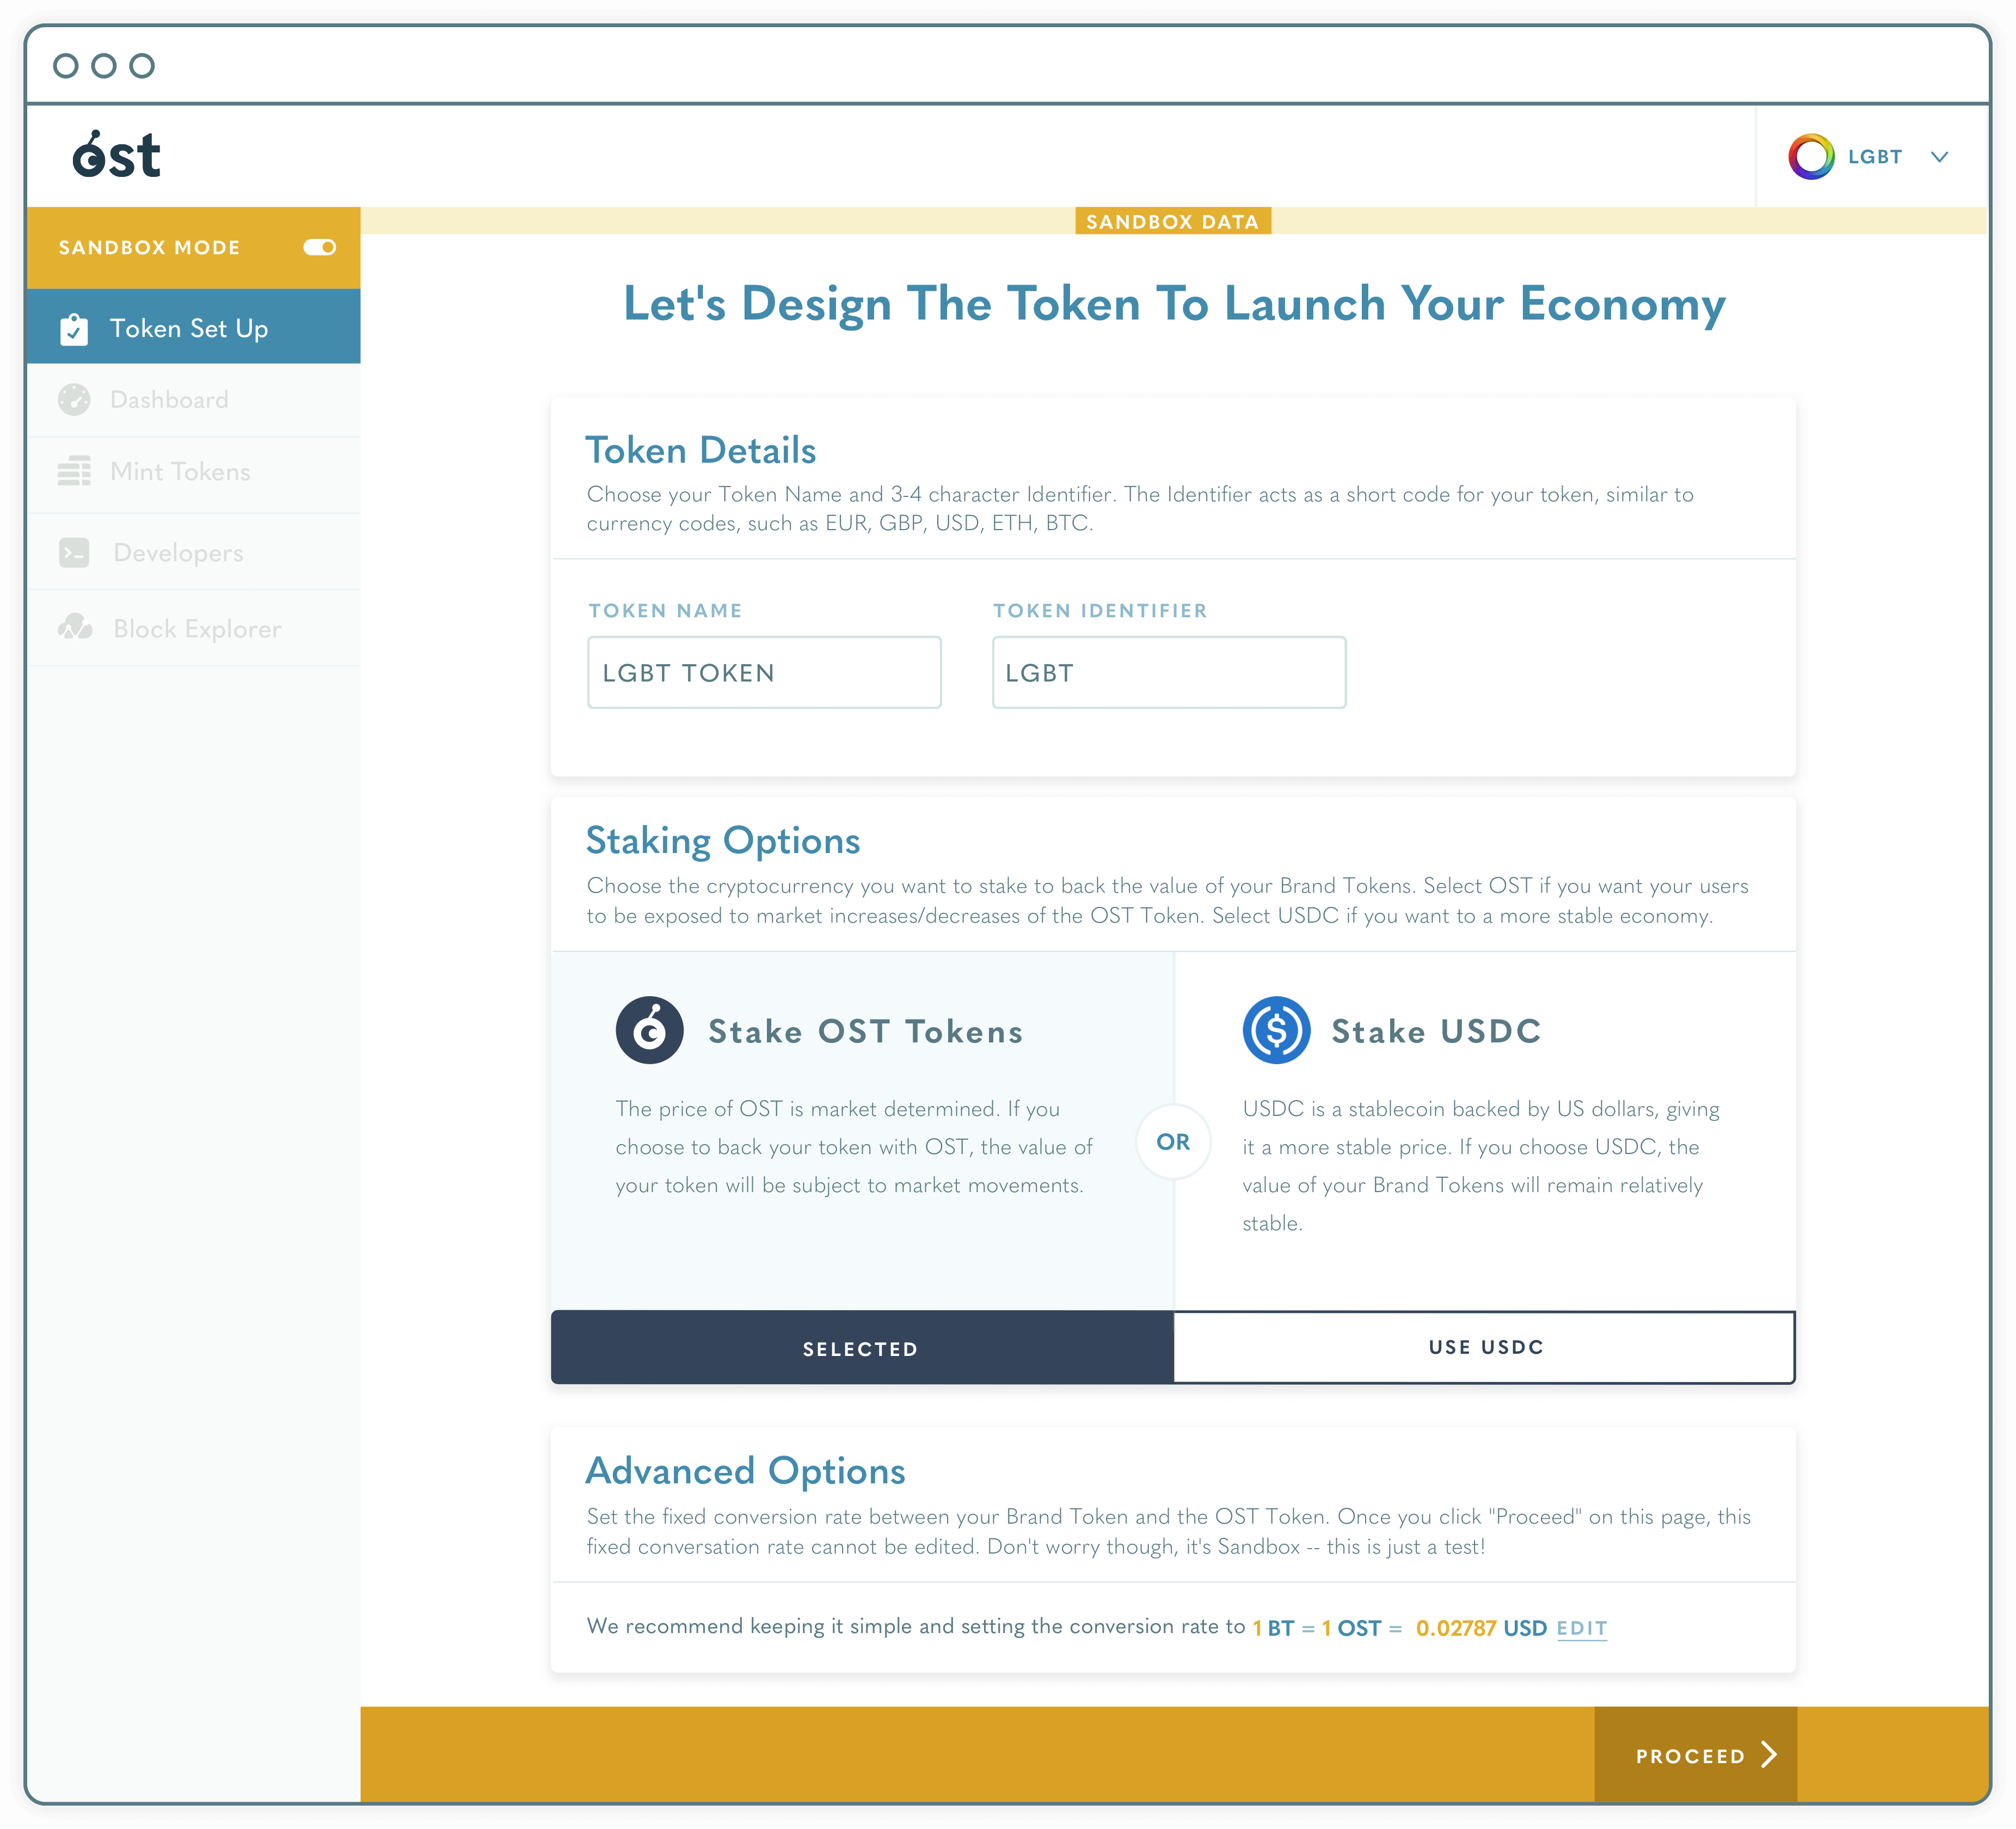 ost
LGBT
SANDBOX MODE
SANDBOX DATA
Token Set Up
Dashboard
Mint Tokens
Developers
Block Explorer
Let's Design The Token To Launch Your Economy
Token Details
Choose your Token Name and 3-4 character Identifier. The Identifier acts as a short code for your token, similar to
currency codes, such as EUR, GBP, USD, ETH, BTC.
TOKEN NAME
LGBT TOKEN
TOKEN IDENTIFIER
LGBT
Staking Options
Choose the cryptocurrency you want to stake to back the value of your Brand Tokens. Select OST if you want your users
to be exposed to market increases/decreases of the OST Token. Select USDC if you want to a more stable economy.
Stake OST Tokens
The price of OST is market determined. If you
choose to back your token with OST, the value of
your token will be subject to market movements.
SELECTED
OR
$
Stake USDC
USDC is a stablecoin backed by US dollars, giving
it a more stable price. If you choose USDC, the
value of your Brand Tokens will remain relatively
stable.
USE USDC
Advanced Options
Set the fixed conversion rate between your Brand Token and the OST Token. Once you click "Proceed" on this page, this
fixed conversation rate cannot be edited. Don't worry though, it's Sandbox -- this is just a test!
We recommend keeping it simple and setting the conversion rate to 1 BT = 1 OST = 0.02787 USD EDIT
PROCEED